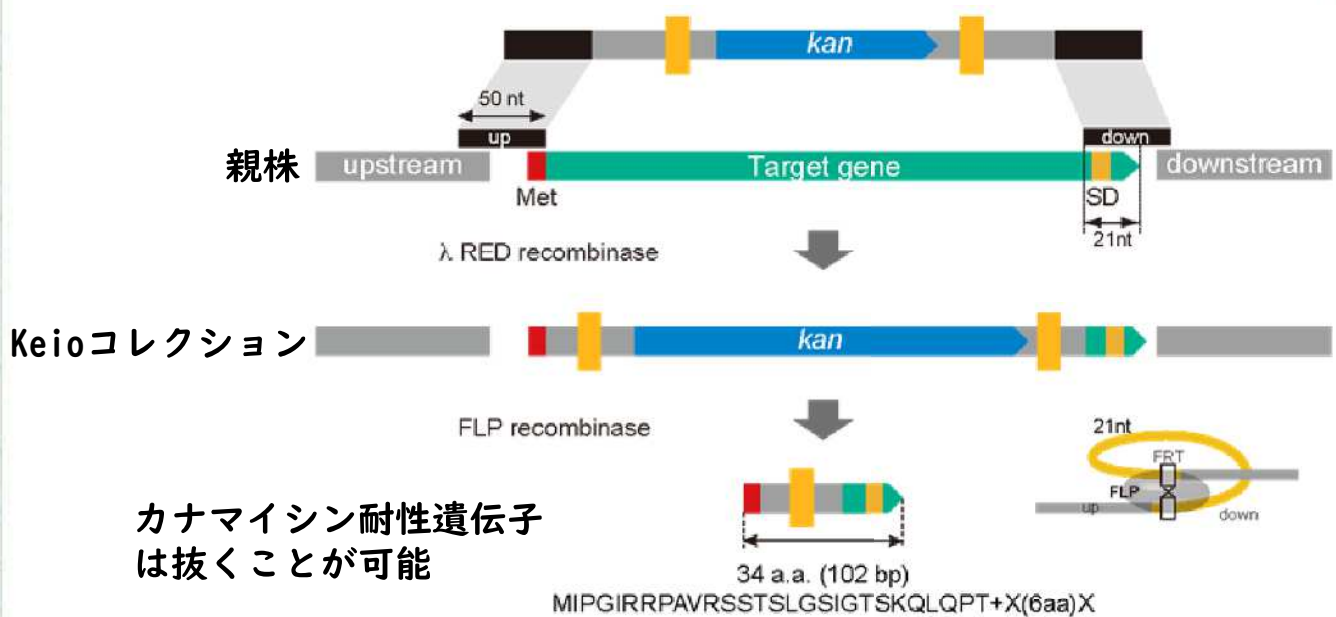 kan
50 nt
up
down
親株
upstream
Target gene
downstream
Met
SD
21nt
λ RED recombinase
Keioコレクション
kan
FLP recombinase
21nt
FRT
FLP
up
down
カナマイシン耐性遺伝子
は抜くことが可能
34 a.a. (102 bp)
MIPGIRRPAVRSSTSLGSIGTSKQLQPT+X(6aa)X